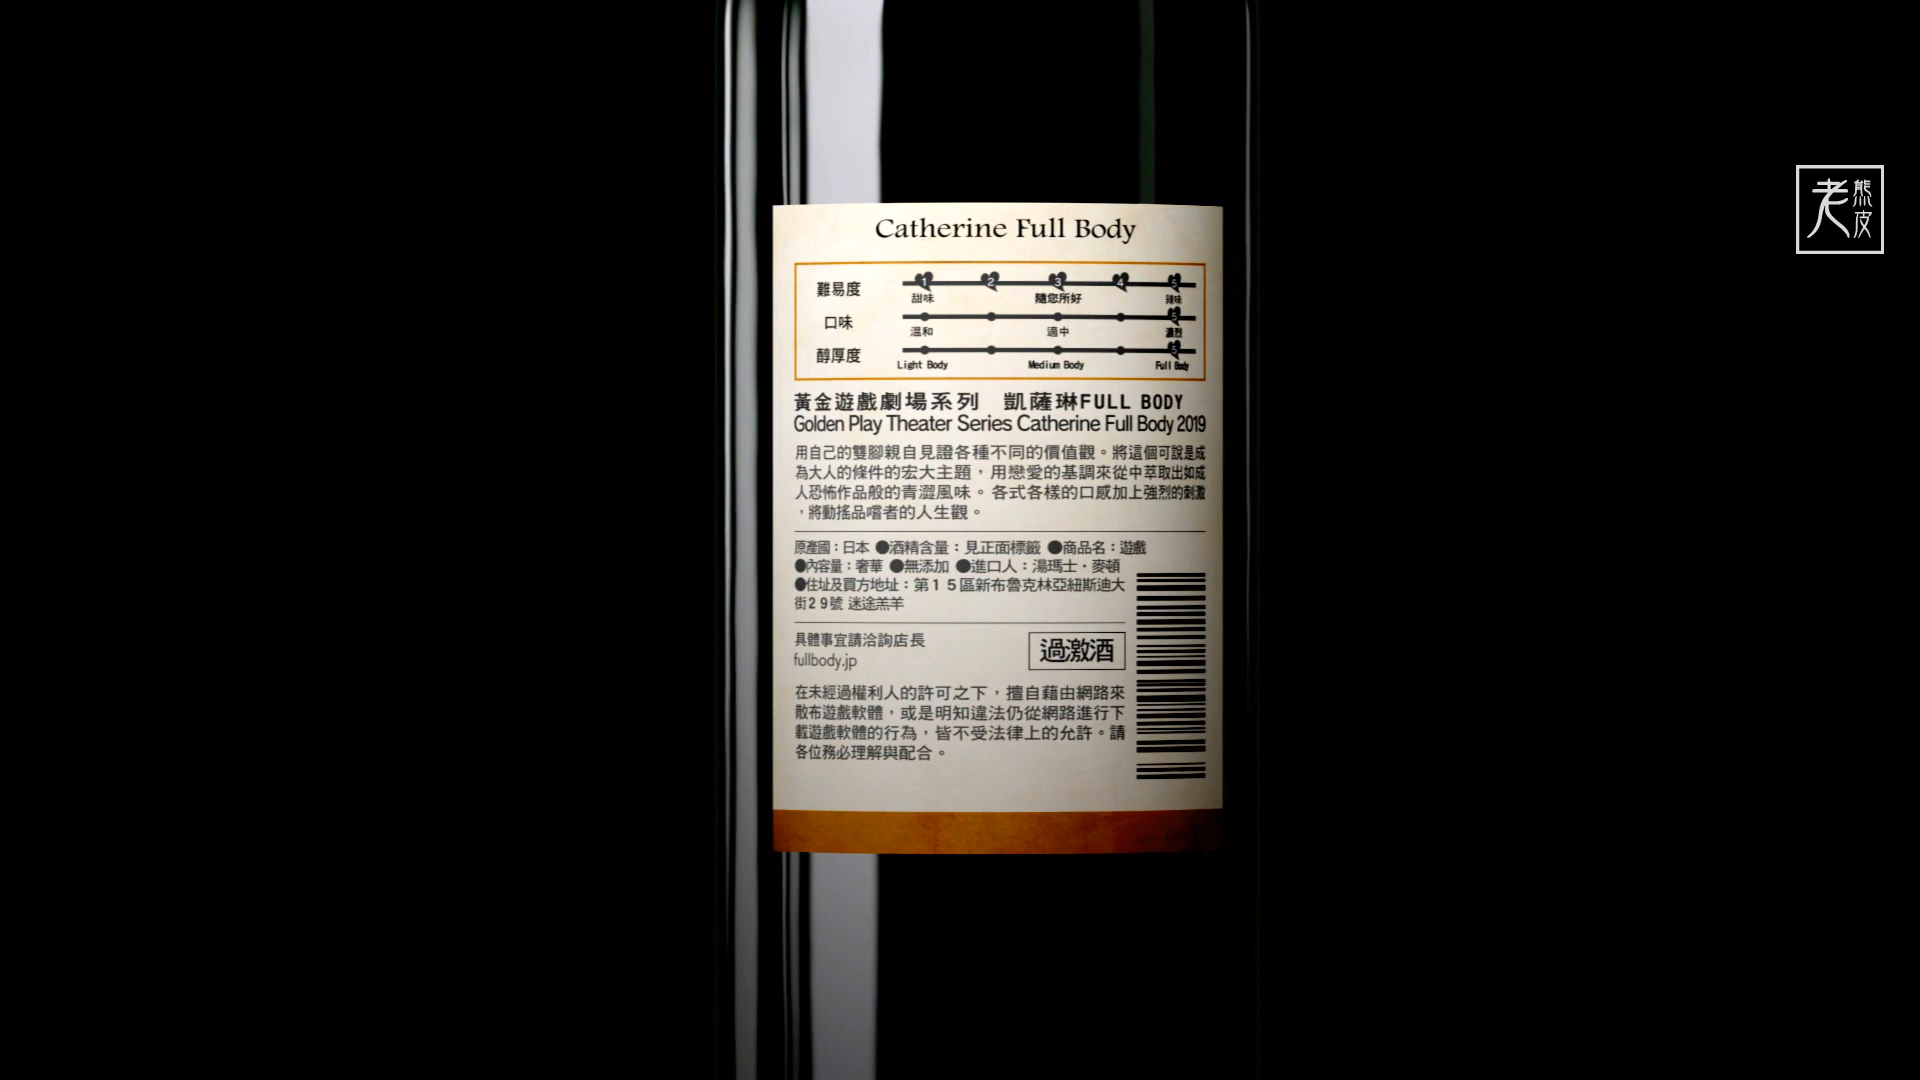 Catherine Full Body
難易度 1 2 3 4 5
甜味 隨您所好 辣味
口味 5
溫和 適中 濃烈
醇厚度 5
Light Body Medium Body Full Body
黃金遊戲劇場系列 凱薩琳FULL BODY
Golden Play Theater Series Catherine Full Body 2019
用自己的雙腳親自見證各種不同的價值觀。將這個可說是成
為大人的條件的宏大主題，用戀愛的基調來從中萃取出如成
人恐怖作品般的青澀風味。各式各樣的口感加上強烈的刺激
，將動搖品嚐者的人生觀。
原產國：日本 ●酒精含量：見正面標籤 ●商品名：遊戲
●內容量：奢華 ●無添加 ●進口人：湯瑪士・麥頓
●住址及買方地址：第15區新布魯克林亞紐斯迪大
街29號 迷途羔羊
具體事宜請洽詢店長
fullbody.jp
過激酒
在未經過權利人的許可之下，擅自藉由網路來
散布遊戲軟體，或是明知違法仍從網路進行下
載遊戲軟體的行為，皆不受法律上的允許。請
各位務必理解與配合。
老熊皮